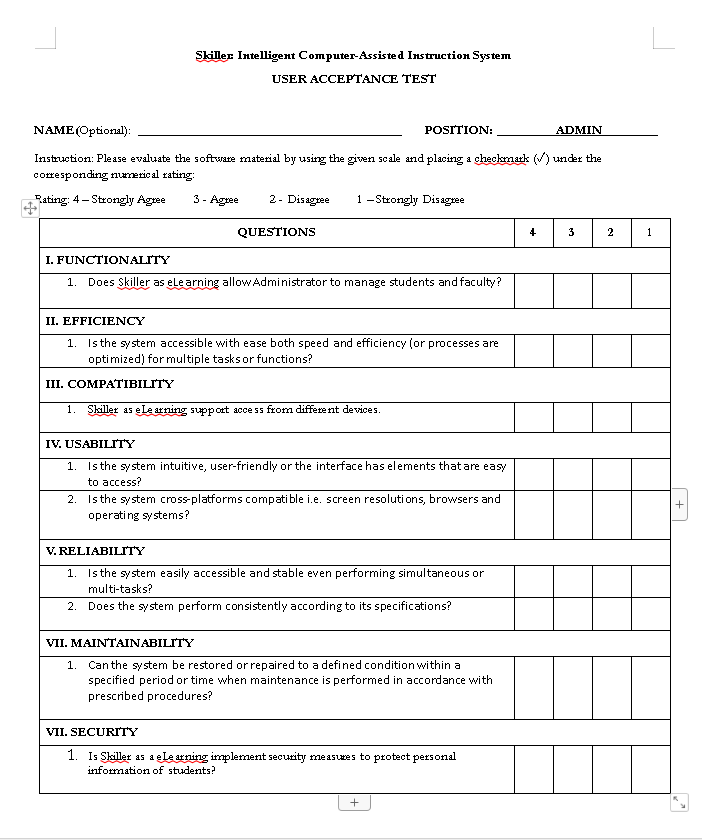 Skiller: Intelligent Computer-Assisted Instruction System
USER ACCEPTANCE TEST
NAME(Optional): ___ POSITION: ___ADMIN___
Instruction: Please evaluate the software material by using the given scale and placing a checkmark (✓) under the
corresponding numerical rating:
Rating: 4 – Strongly Agree 3 - Agree 2 - Disagree 1 – Strongly Disagree
QUESTIONS 4 3 2 1
I. FUNCTIONALITY
1. Does Skiller as eLearning allow Administrator to manage students and faculty?
II. EFFICIENCY
1. Is the system accessible with ease both speed and efficiency (or processes are
optimized) for multiple tasks or functions?
III. COMPATIBILITY
1. Skiller as eLearning support access from different devices.
IV. USABILITY
1. Is the system intuitive, user-friendly or the interface has elements that are easy
to access?
2. Is the system cross-platforms compatible i.e. screen resolutions, browsers and
operating systems?
V. RELIABILITY
1. Is the system easily accessible and stable even performing simultaneous or
multi-tasks?
2. Does the system perform consistently according to its specifications?
VII. MAINTAINABILITY
1. Can the system be restored or repaired to a defined condition within a
specified period or time when maintenance is performed in accordance with
prescribed procedures?
VII. SECURITY
1. Is Skiller as a eLearning implement security measures to protect personal
information of students?